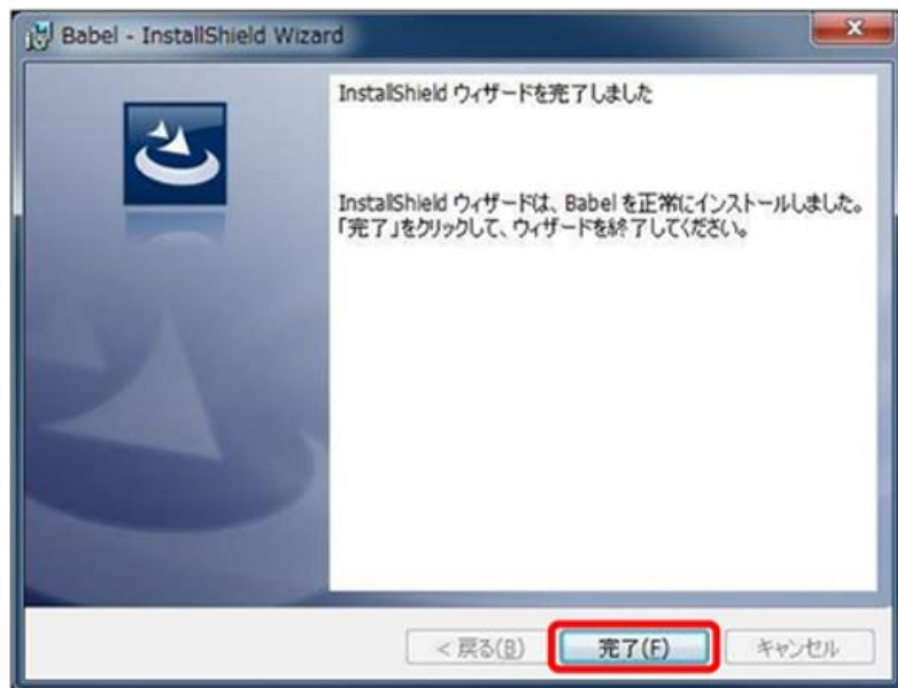 Babel - InstallShield Wizard
InstallShield ウィザードを完了しました
InstallShield ウィザードは、Babel を正常にインストールしました。
「完了」をクリックして、ウィザードを終了してください。
< 戻る(B) 完了(F) キャンセル